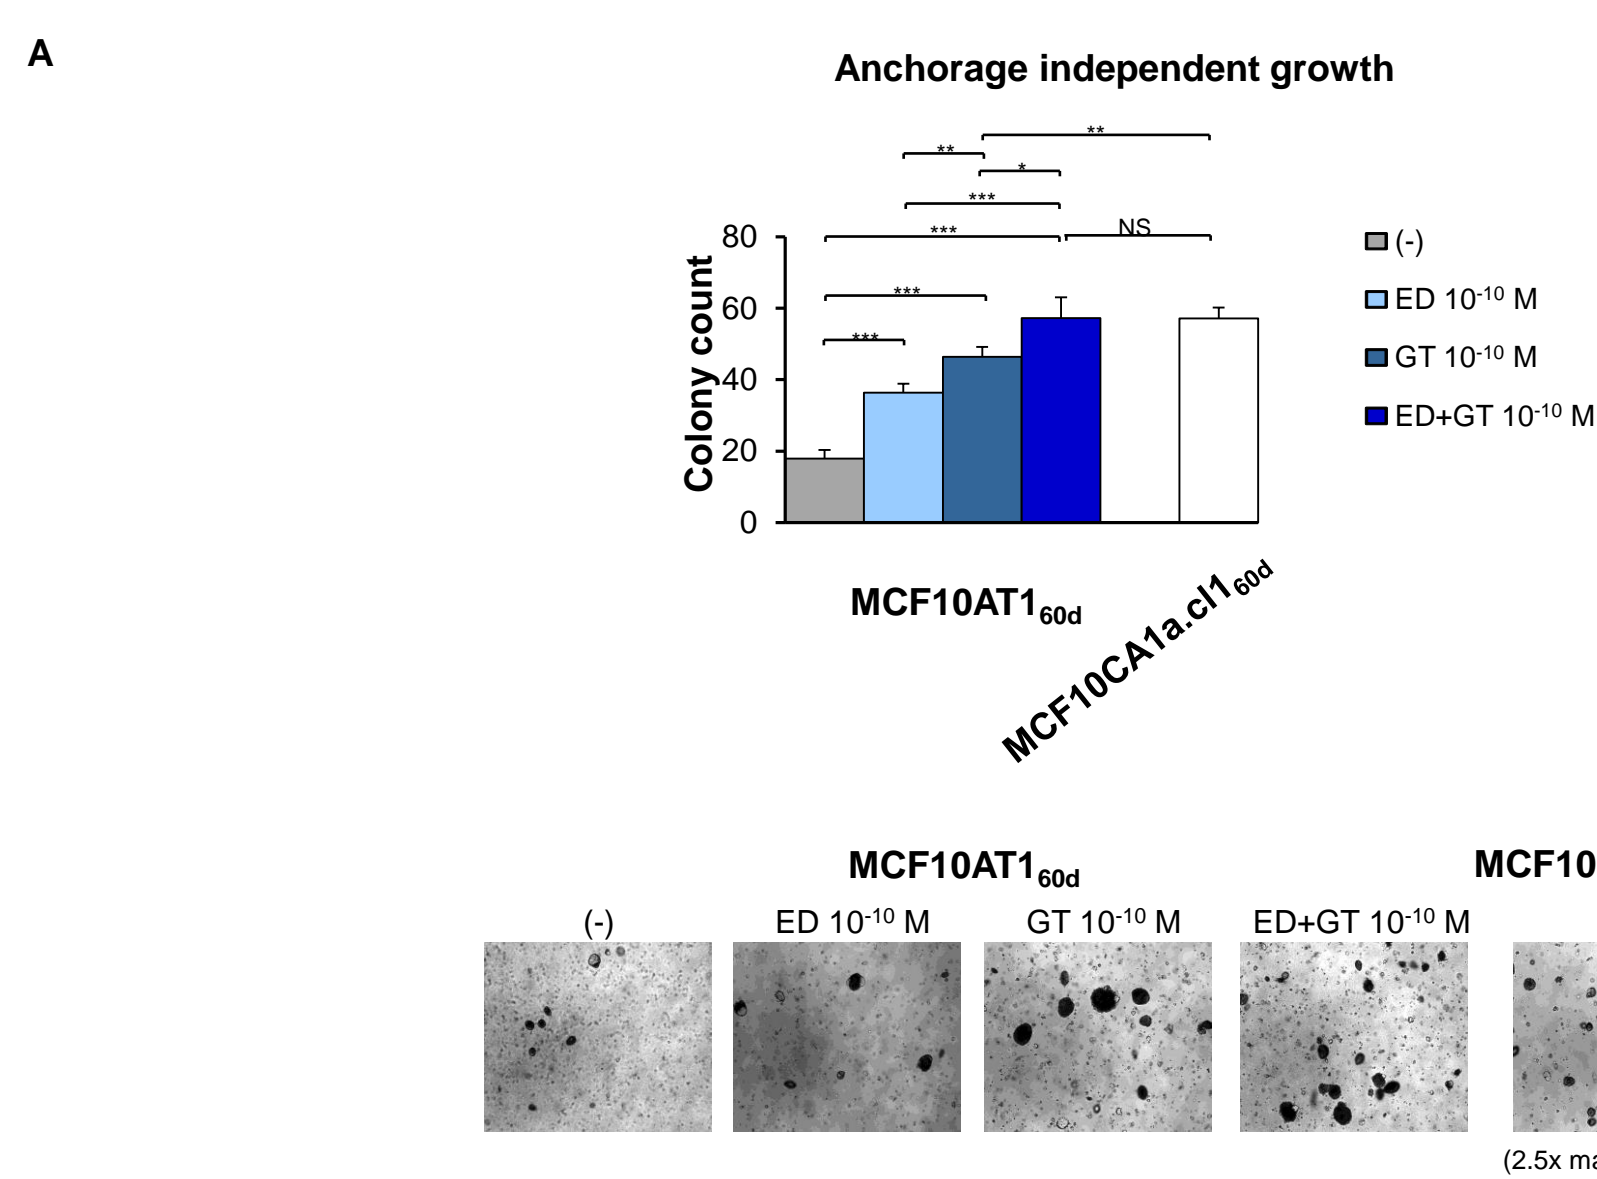 A
Anchorage independent growth
**
**
*
***
***
NS
***
***
Colony count
80
60
40
20
0
(-)
ED 10-10 M
GT 10-10 M
ED+GT 10-10 M
MCF10AT160d
MCF10CA1a.cl160d
MCF10AT160d
MCF10
(-)
ED 10-10 M
GT 10-10 M
ED+GT 10-10 M
(2.5x ma